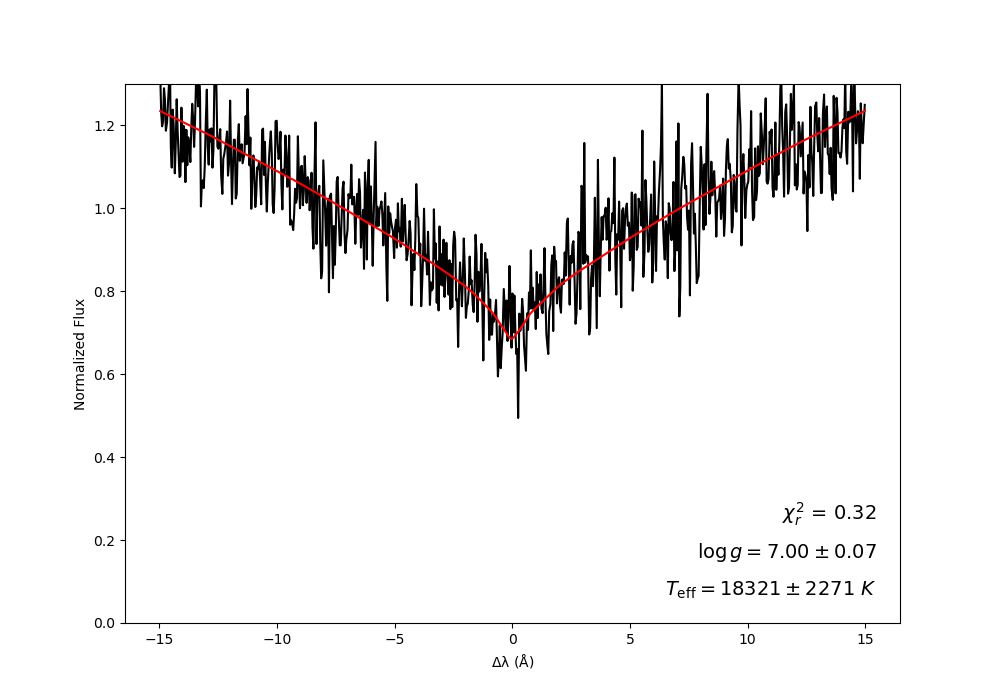 1.2
1.0
0.8
0.6
0.4
0.2
0.0
Normalized Flux
χ²ᵣ = 0.32
log g = 7.00 ± 0.07
T_eff = 18321 ± 2271 K
−15 −10 −5 0 5 10 15
Δλ (Å)